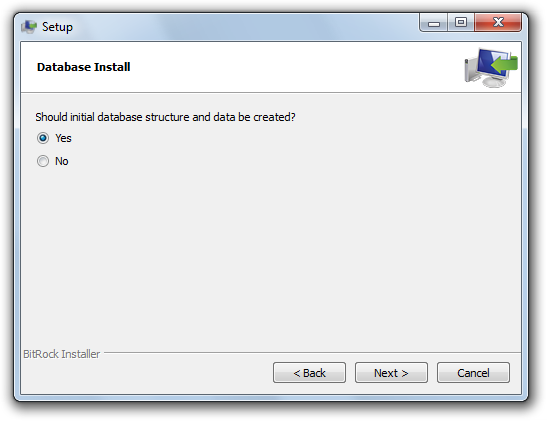 Setup
Database Install
Should initial database structure and data be created?
Yes
No
BitRock Installer
< Back
Next >
Cancel